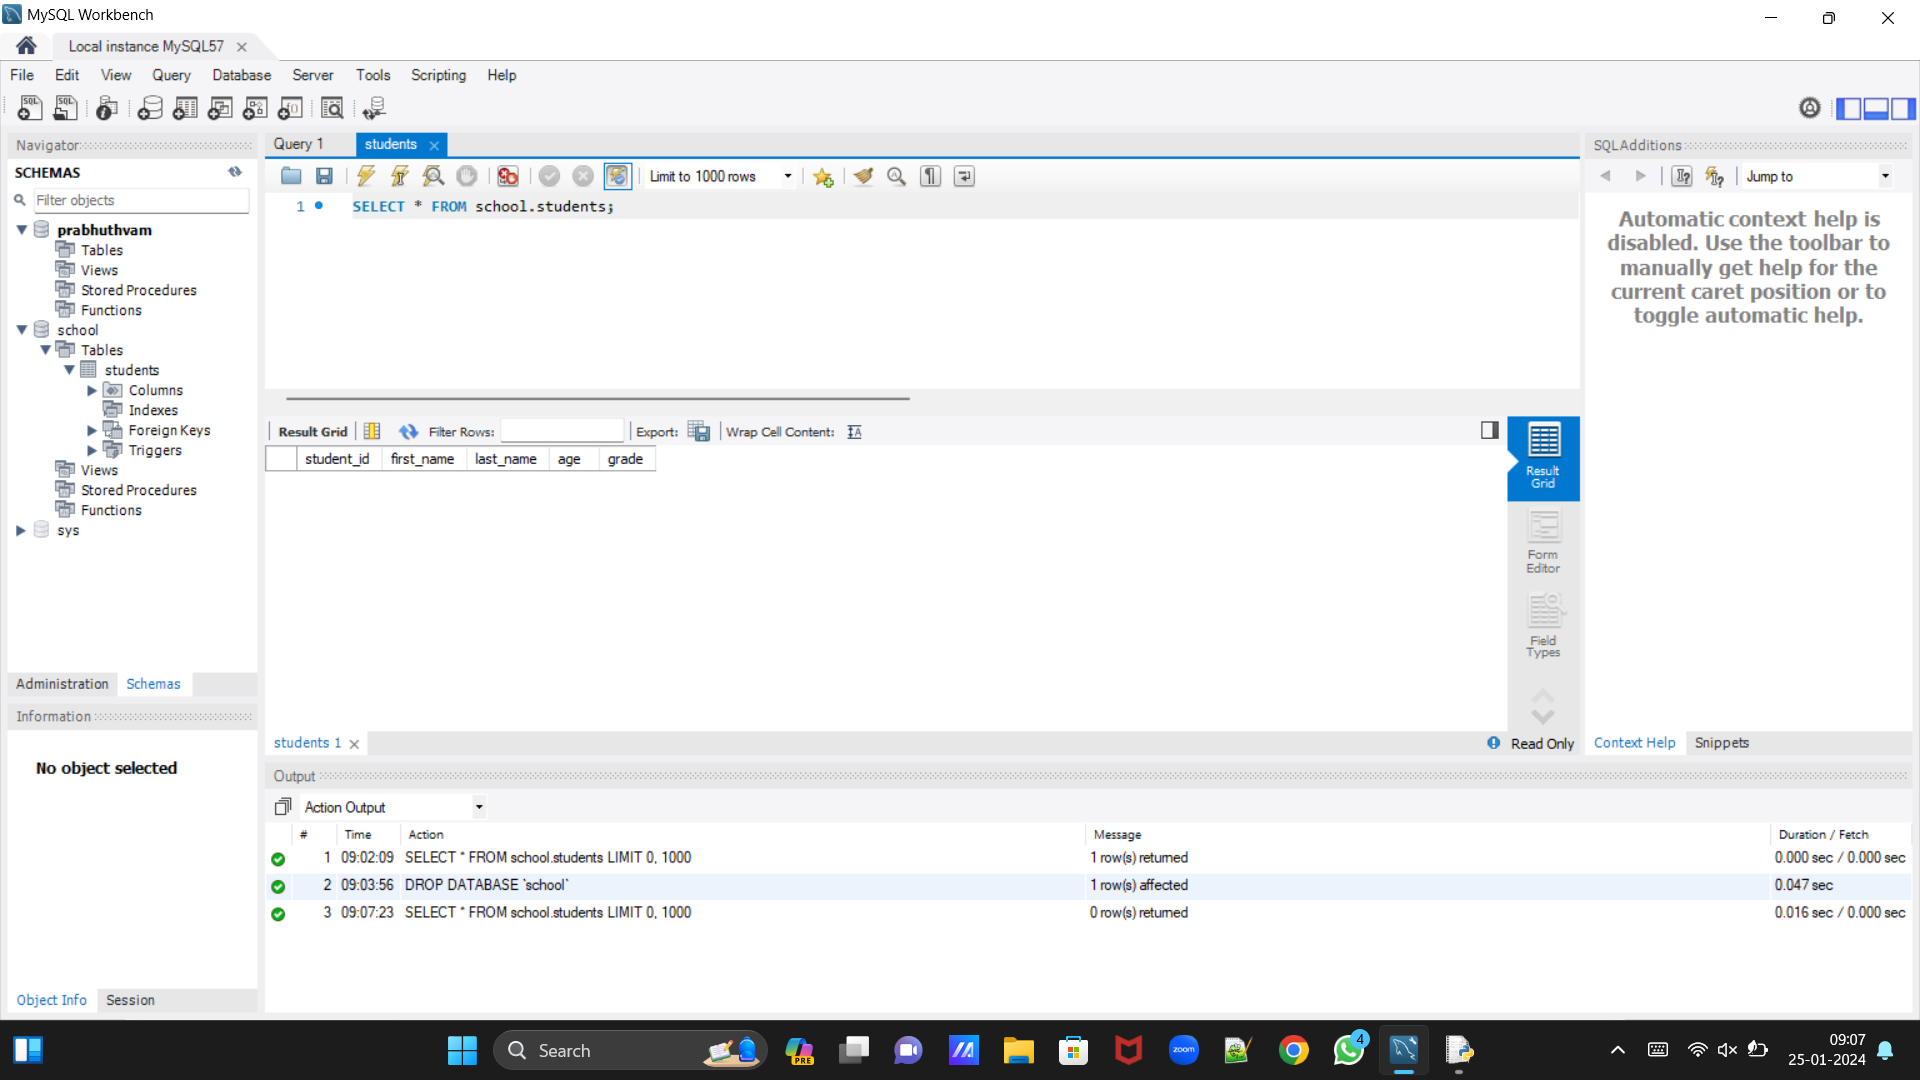 MySQL Workbench
Local instance MySQL57
File Edit View Query Database Server Tools Scripting Help
Navigator
SCHEMAS
Filter objects
prabhuthvam
Tables
Views
Stored Procedures
Functions
school
Tables
students
Columns
Indexes
Foreign Keys
Triggers
Views
Stored Procedures
Functions
sys
Administration Schemas
Information
No object selected
Object Info Session
Query 1 students
Limit to 1000 rows
1 SELECT * FROM school.students;
Result Grid Filter Rows: Export: Wrap Cell Content:
student_id first_name last_name age grade
Result
Grid
Form
Editor
Field
Types
students 1 Read Only
SQLAdditions
Jump to
Automatic context help is
disabled. Use the toolbar to
manually get help for the
current caret position or to
toggle automatic help.
Context Help Snippets
Output
Action Output
# Time Action Message Duration / Fetch
1 09:02:09 SELECT * FROM school.students LIMIT 0, 1000 1 row(s) returned 0.000 sec / 0.000 sec
2 09:03:56 DROP DATABASE `school` 1 row(s) affected 0.047 sec
3 09:07:23 SELECT * FROM school.students LIMIT 0, 1000 0 row(s) returned 0.016 sec / 0.000 sec
Search
PRE
zoom
4
09:07
25-01-2024